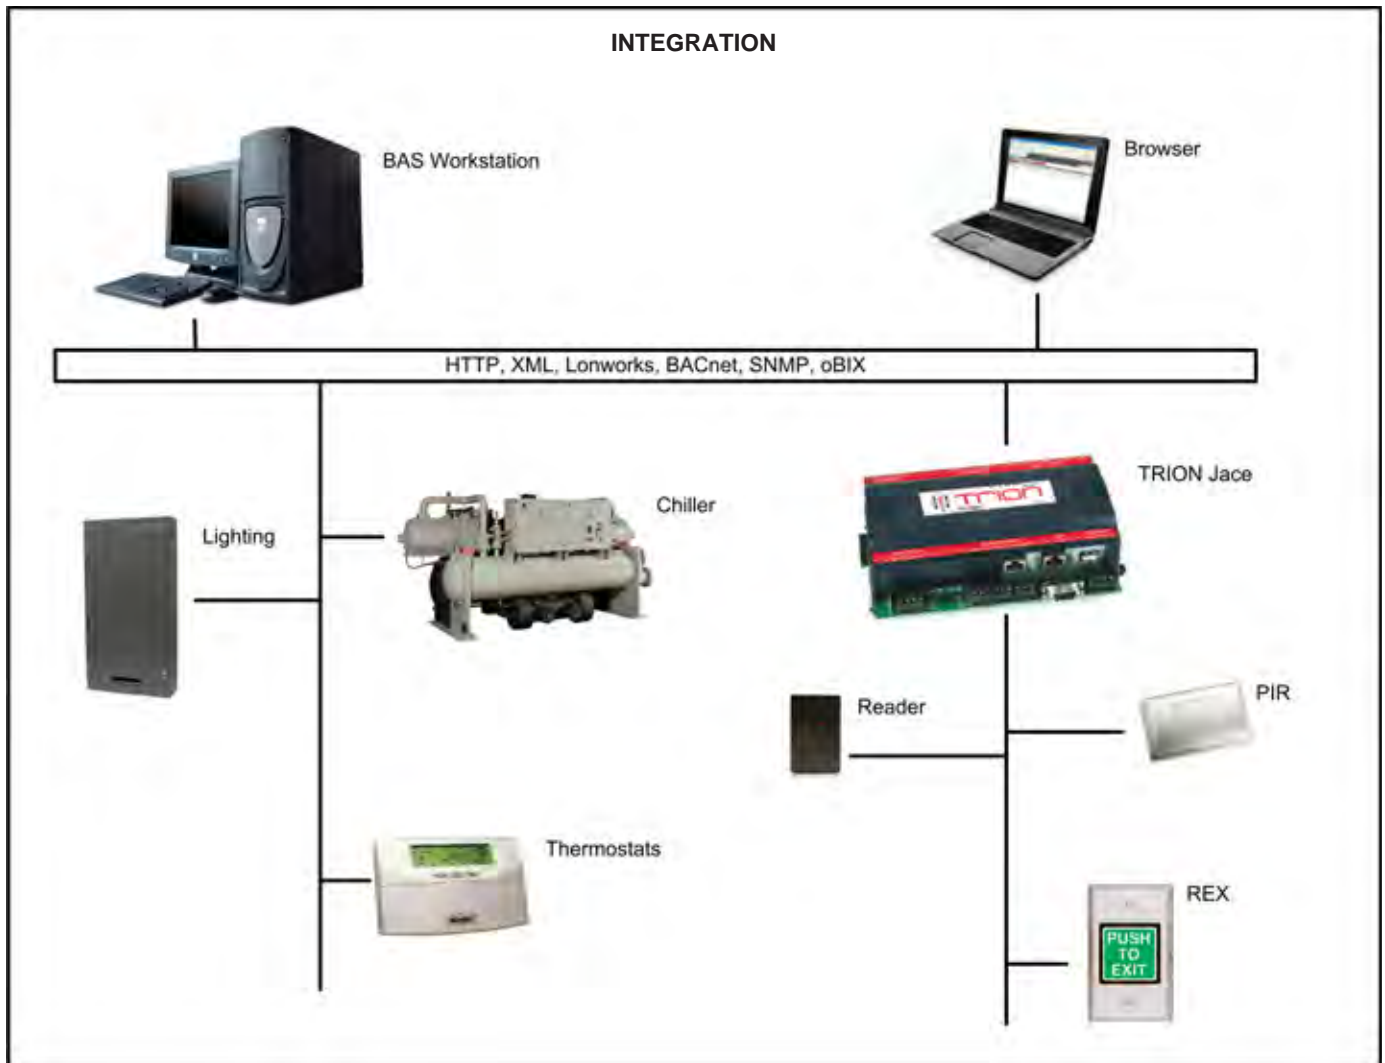 INTEGRATION
BAS Workstation
Browser
HTTP, XML, Lonworks, BACnet, SNMP, oBIX
Lighting
Chiller
TRION Jace
TRION
Reader
PIR
Thermostats
REX
PUSH
TO
EXIT